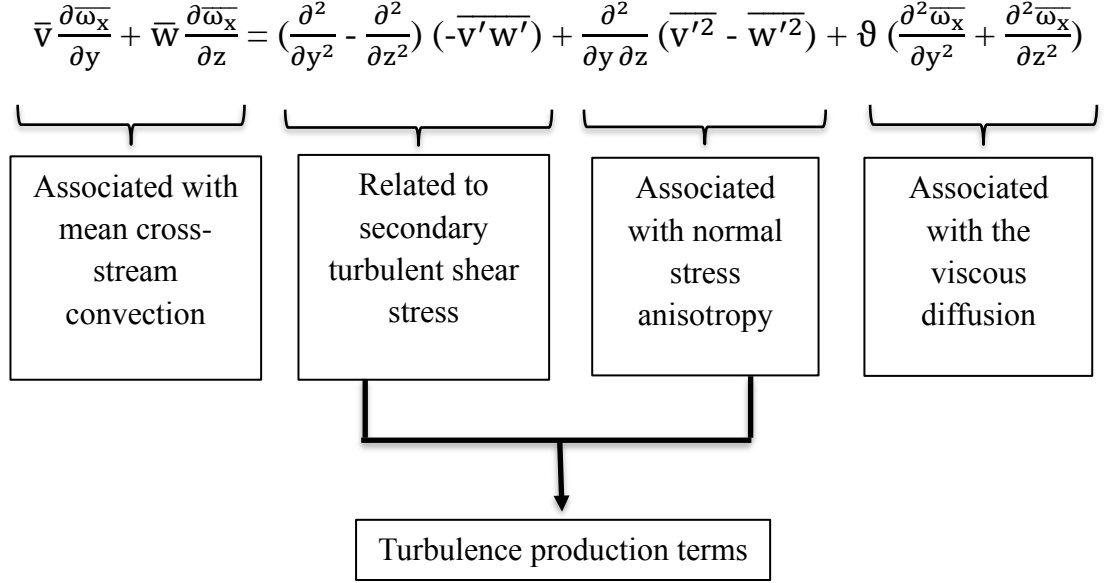 v̅ ∂ω̅ₓ/∂y + w̅ ∂ω̅ₓ/∂z = (∂²/∂y² - ∂²/∂z²) (-v′w′‾) + ∂²/∂y ∂z (v′²‾ - w′²‾) + ϑ (∂²ω̅ₓ/∂y² + ∂²ω̅ₓ/∂z²)
Associated with
mean cross-
stream
convection
Related to
secondary
turbulent shear
stress
Associated
with normal
stress
anisotropy
Associated
with the
viscous
diffusion
Turbulence production terms